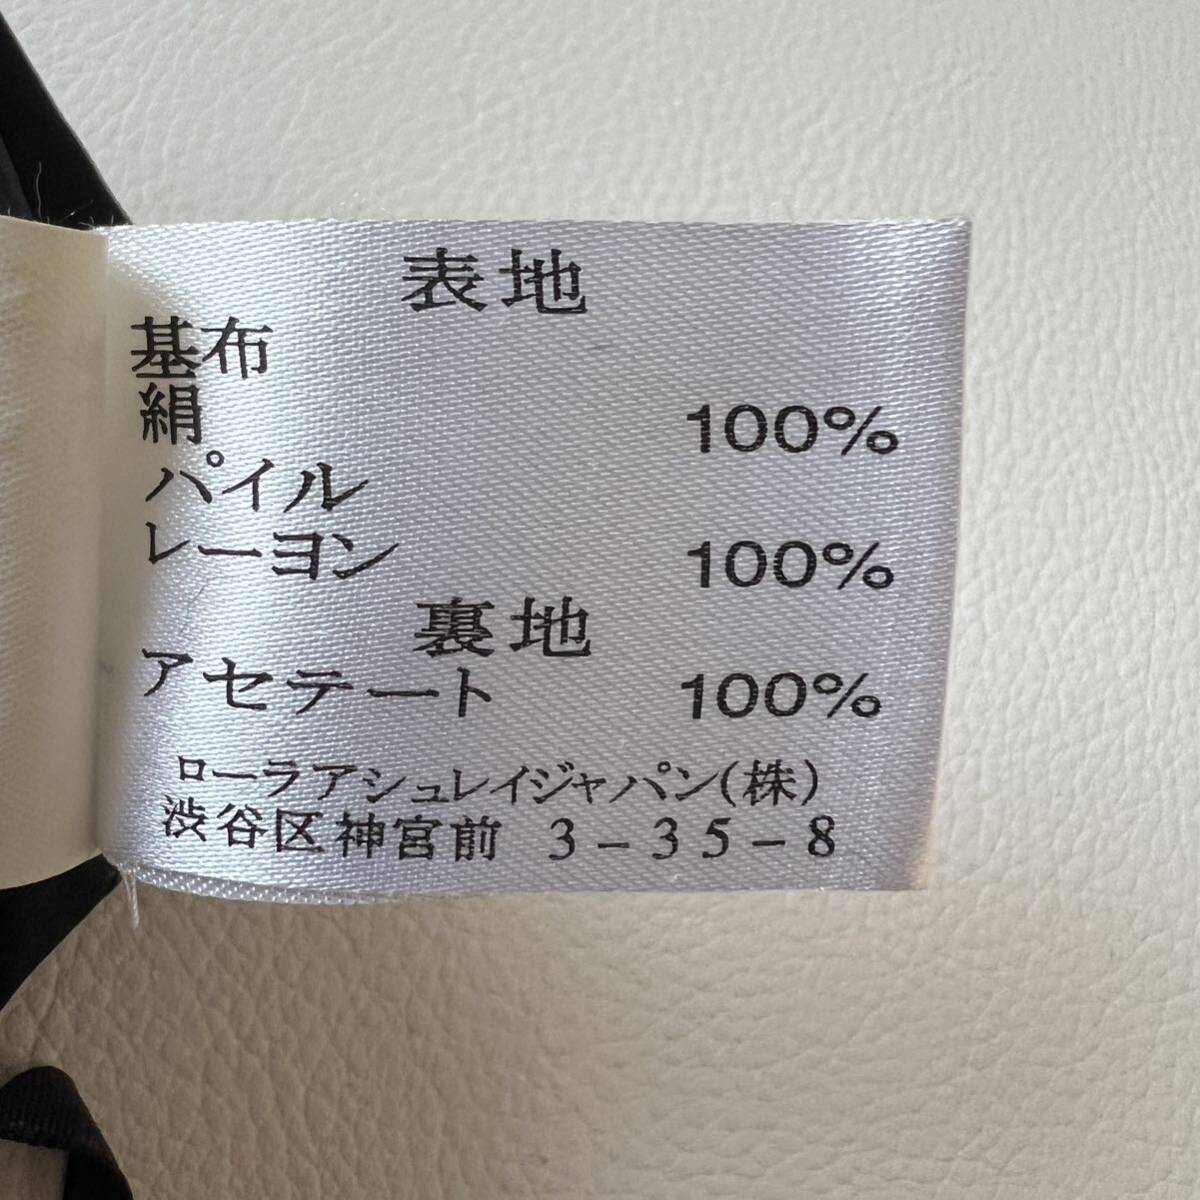 表地
基布
絹 100%
パイル
レーヨン 100%
裏地
アセテート 100%
ローラアシュレイジャパン(株)
渋谷区神宮前 3-35-8